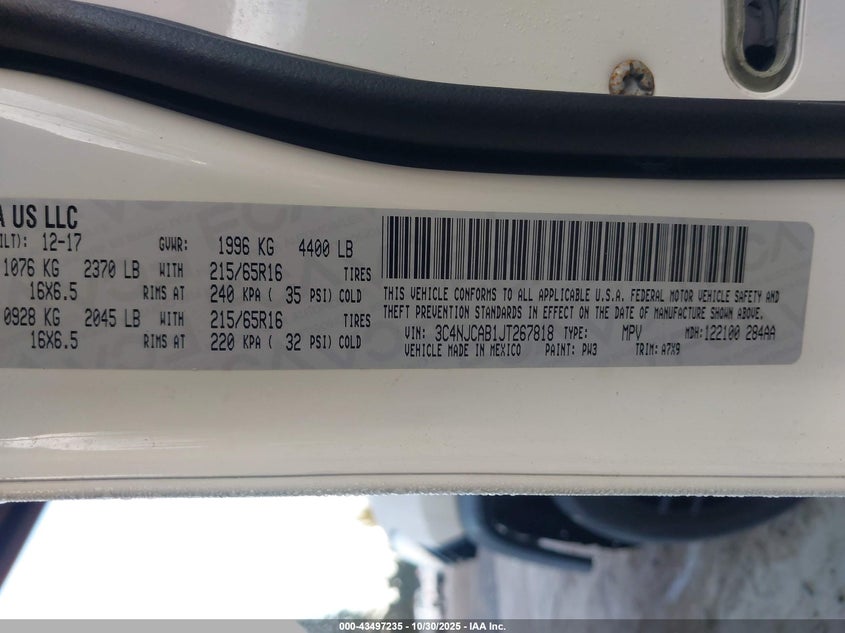 A US LLC
ILT): 12-17 GVWR: 1996 KG 4400 LB
1076 KG 2370 LB WITH 215/65R16 TIRES
16X6.5 RIMS AT 240 KPA ( 35 PSI) COLD
0928 KG 2045 LB WITH 215/65R16 TIRES
16X6.5 RIMS AT 220 KPA ( 32 PSI) COLD
THIS VEHICLE CONFORMS TO ALL APPLICABLE U.S.A. FEDERAL MOTOR VEHICLE SAFETY AND
THEFT PREVENTION STANDARDS IN EFFECT ON THE DATE OF MANUFACTURE SHOWN ABOVE.
VIN: 3C4NJCAB1JT267818 TYPE: MPV MDH:122100 284AA
VEHICLE MADE IN MEXICO PAINT: PW3 TRIM: A7X9
000-43497235 - 10/30/2025 - IAA Inc.